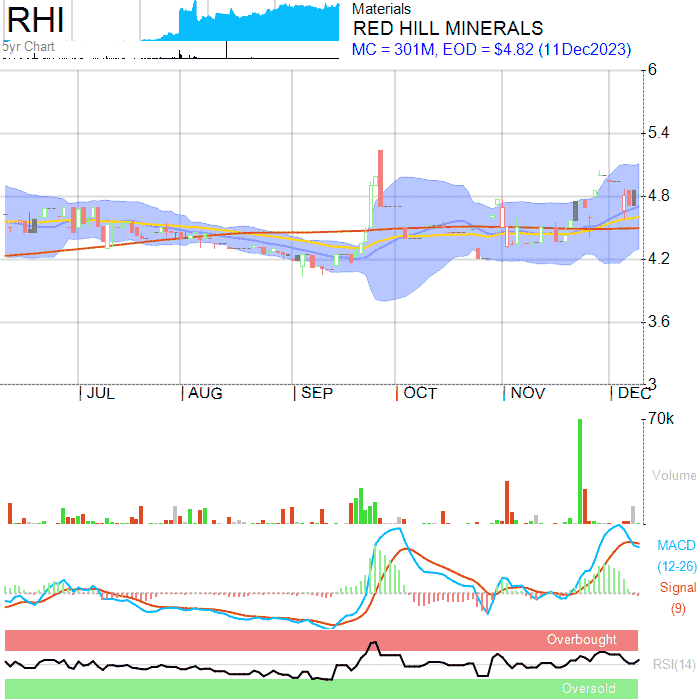 RHI
5yr Chart
Materials
RED HILL MINERALS
MC = 301M, EOD = $4.82 (11Dec2023)
6
5.4
4.8
4.2
3.6
3
JUL AUG SEP OCT NOV DEC
70k
Volume
MACD
(12-26)
Signal
(9)
Overbought
RSI(14)
Oversold